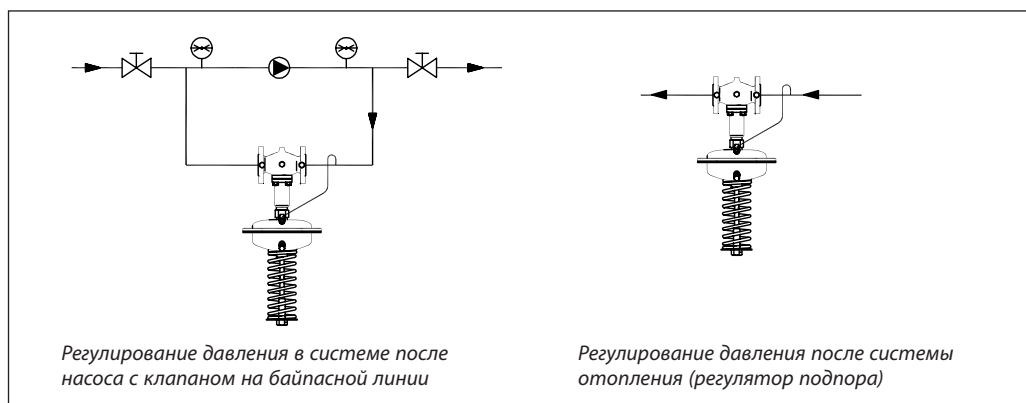 Регулирование давления в системе после
насоса с клапаном на байпасной линии
Регулирование давления после системы
отопления (регулятор подпора)